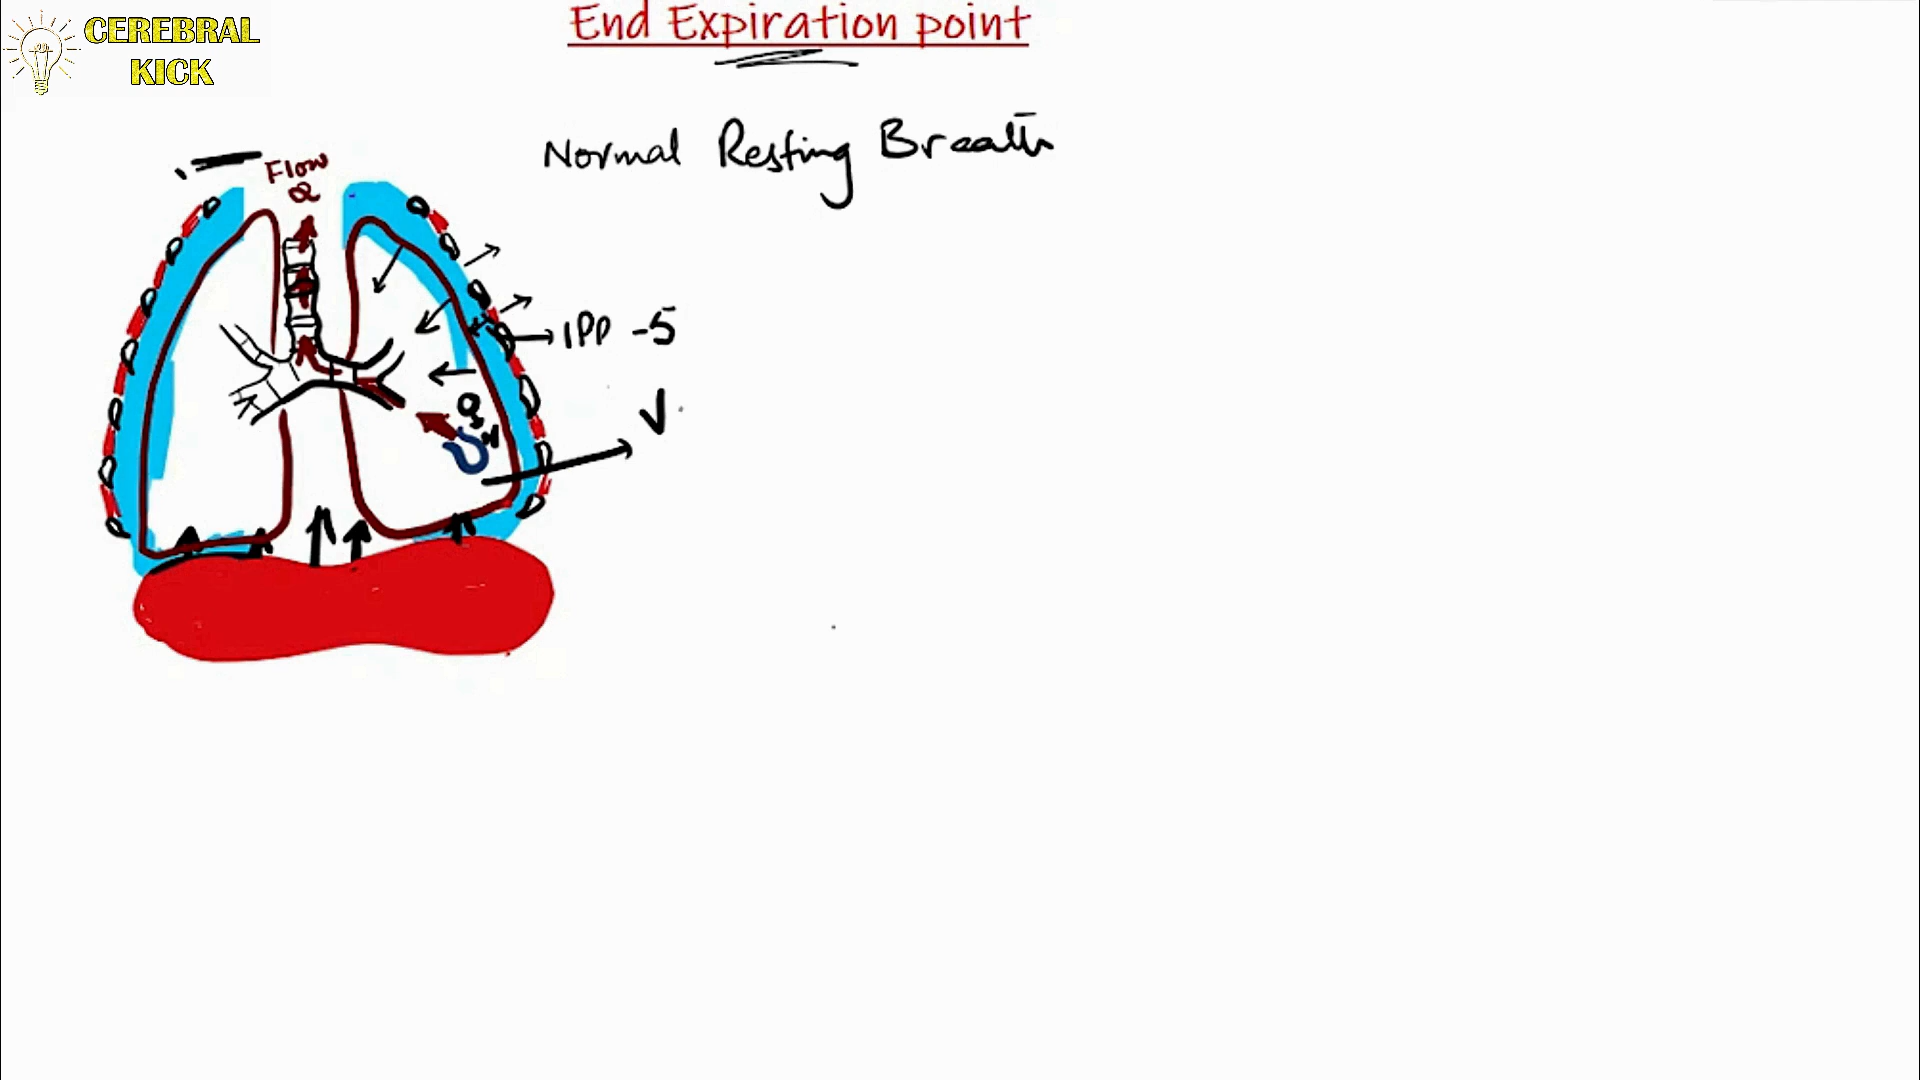 CEREBRAL
KICK
End Expiration point
Normal Resting Breath
Flow
Q
IPP -5
V